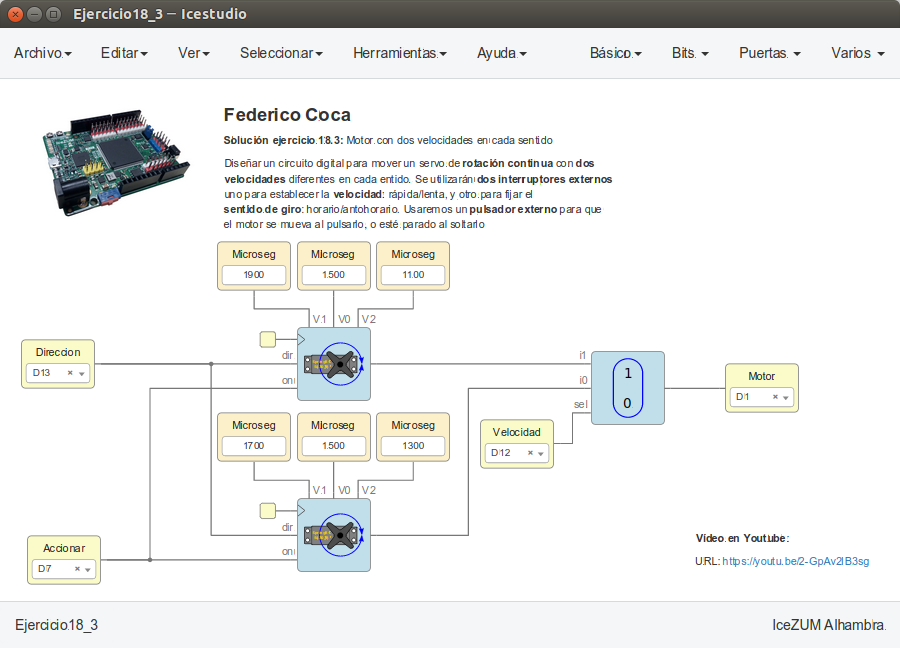 Ejercicio18_3 — Icestudio
Archivo Editar Ver Seleccionar Herramientas Ayuda Básico Bits Puertas Varios
Federico Coca
Solución ejercicio 18.3: Motor con dos velocidades en cada sentido
Diseñar un circuito digital para mover un servo de rotación continua con dos
velocidades diferentes en cada entido. Se utilizarán dos interruptores externos
uno para establecer la velocidad: rápida/lenta, y otro para fijar el
sentido de giro: horario/antohorario. Usaremos un pulsador externo para que
el motor se mueva al pulsarlo, o esté parado al soltarlo
Microseg Microseg Microseg
1900 1500 1100
V1 V0 V2
Direccion
D13
dir
on
i1
i0
sel
1
0
Motor
D1
Microseg Microseg Microseg
1700 1500 1300
Velocidad
D12
V1 V0 V2
dir
on
Accionar
D7
Vídeo en Youtube:
URL: https://youtu.be/2-GpAv2IB3sg
Ejercicio18_3 IceZUM Alhambra